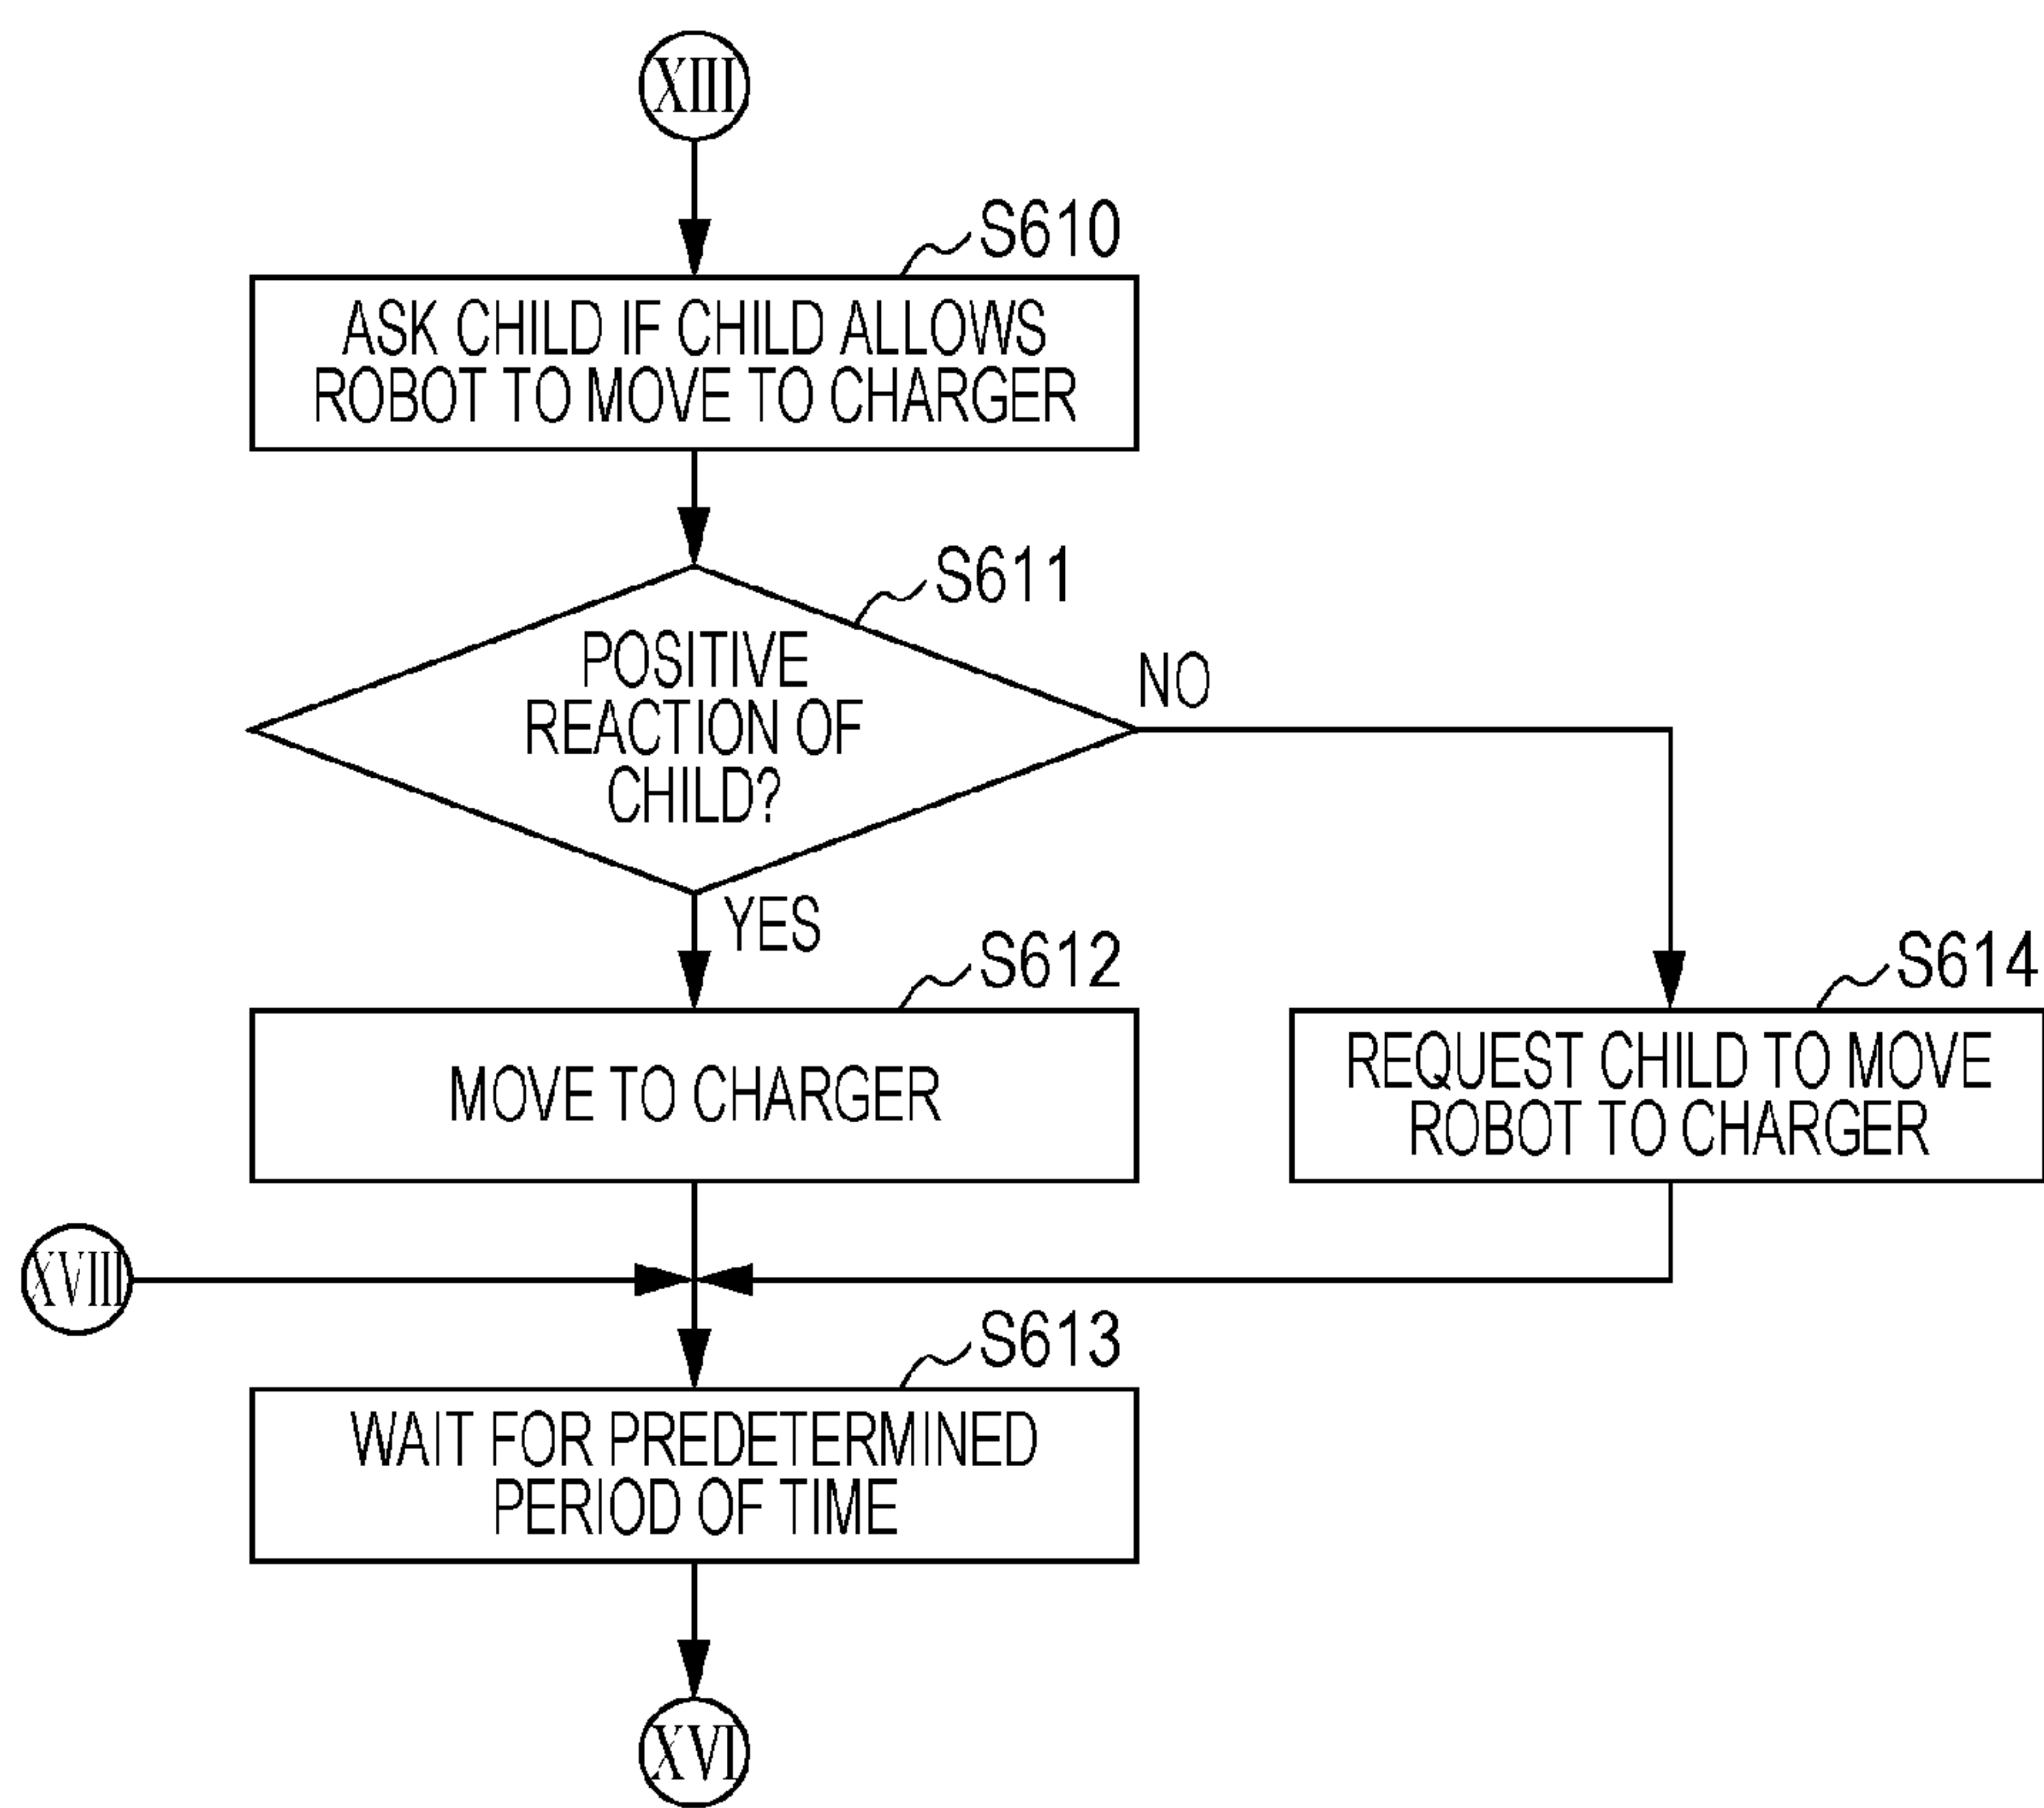 XIII
S610
ASK CHILD IF CHILD ALLOWS
ROBOT TO MOVE TO CHARGER
S611
POSITIVE
REACTION OF
CHILD?
NO
YES
S612
MOVE TO CHARGER
S614
REQUEST CHILD TO MOVE
ROBOT TO CHARGER
XVIII
S613
WAIT FOR PREDETERMINED
PERIOD OF TIME
XVI